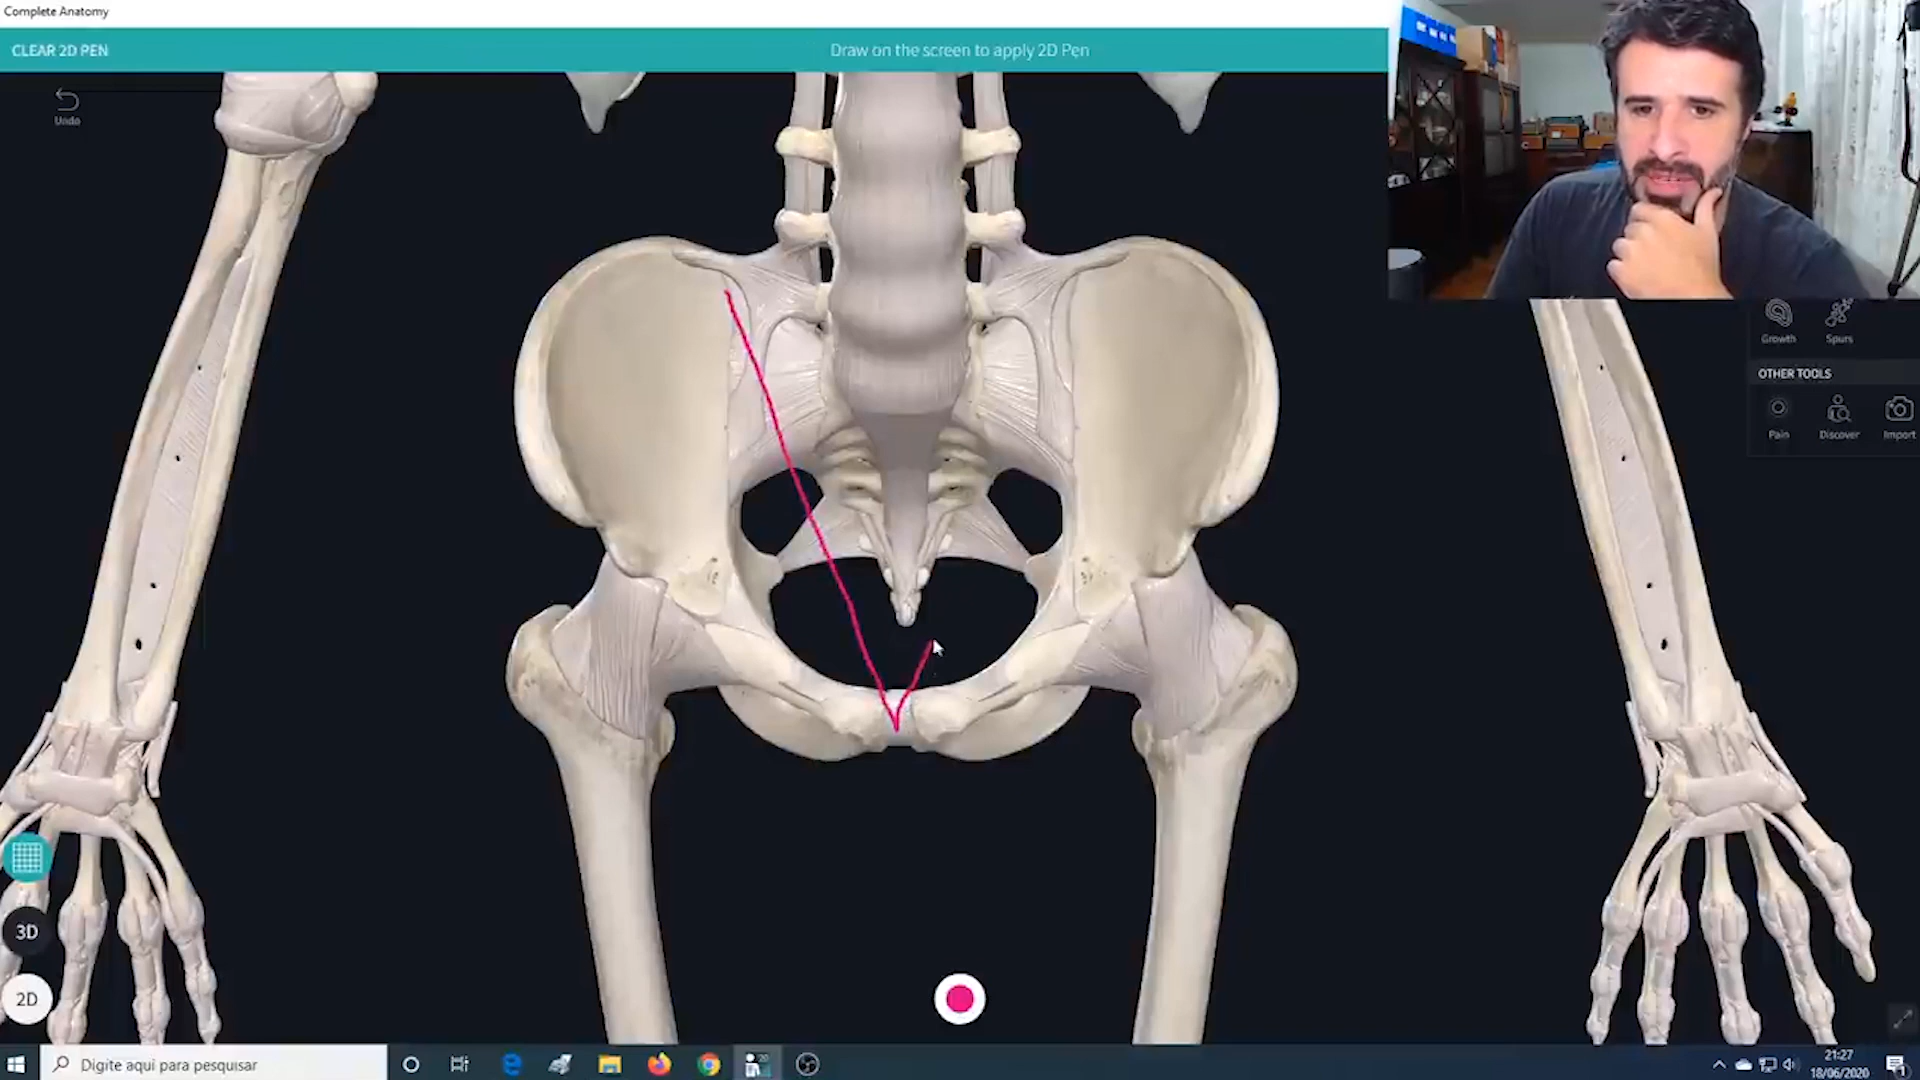 Complete Anatomy
CLEAR 2D PEN
Draw on the screen to apply 2D Pen
Undo
Growth
Spurs
OTHER TOOLS
Pain
Discover
Import
3D
2D
Digite aqui para pesquisar
21:27
18/06/2020